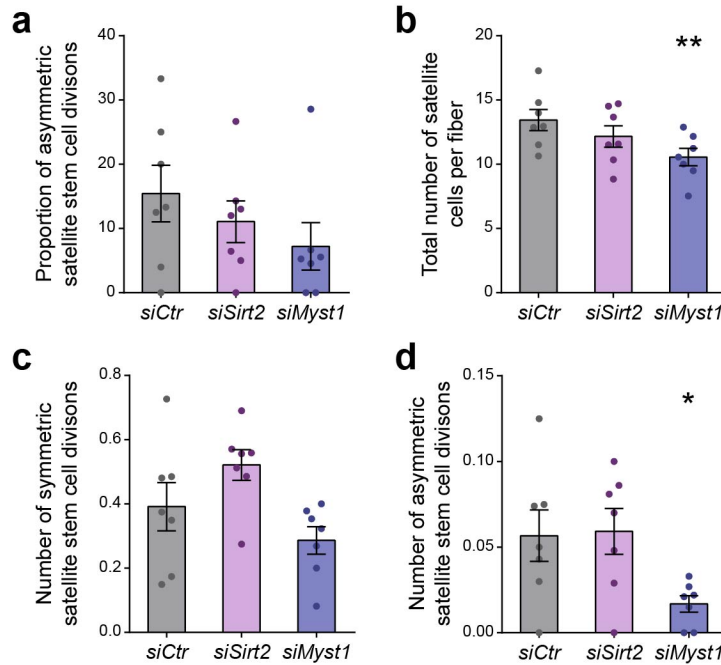 a
Proportion of asymmetric
satellite stem cell divisons
40
30
20
10
0
siCtr siSirt2 siMyst1
b
**
Total number of satellite
cells per fiber
20
15
10
5
0
siCtr siSirt2 siMyst1
c
Number of symmetric
satellite stem cell divisons
0.8
0.6
0.4
0.2
0.0
siCtr siSirt2 siMyst1
d
*
Number of asymmetric
satellite stem cell divisons
0.15
0.10
0.05
0.00
siCtr siSirt2 siMyst1